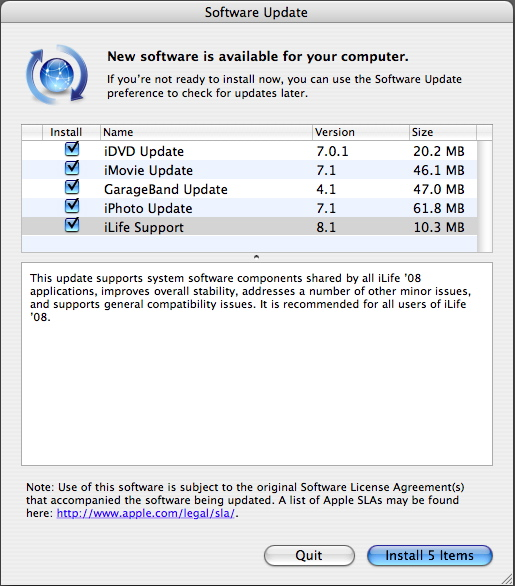 Software Update
New software is available for your computer.
If you're not ready to install now, you can use the Software Update
preference to check for updates later.
Install Name Version Size
iDVD Update 7.0.1 20.2 MB
iMovie Update 7.1 46.1 MB
GarageBand Update 4.1 47.0 MB
iPhoto Update 7.1 61.8 MB
iLife Support 8.1 10.3 MB
This update supports system software components shared by all iLife '08
applications, improves overall stability, addresses a number of other minor issues,
and supports general compatibility issues. It is recommended for all users of iLife
'08.
Note: Use of this software is subject to the original Software License Agreement(s)
that accompanied the software being updated. A list of Apple SLAs may be found
here: http://www.apple.com/legal/sla/.
Quit Install 5 Items